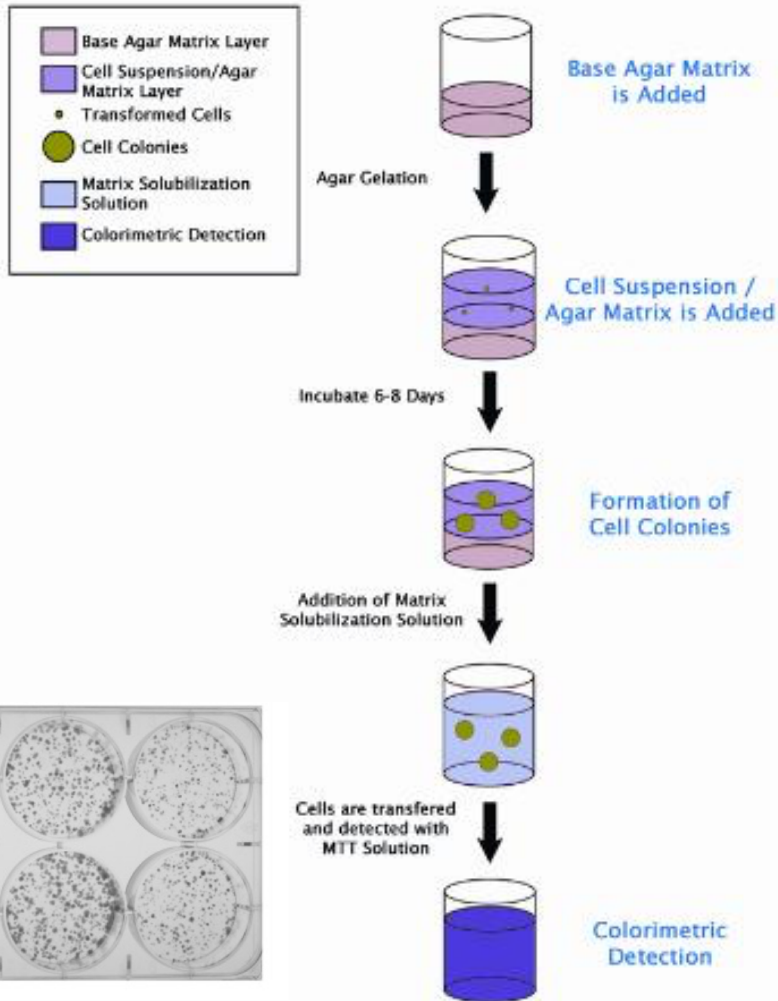 Base Agar Matrix Layer
Cell Suspension/Agar
Matrix Layer
Transformed Cells
Cell Colonies
Matrix Solubilization
Solution
Colorimetric Detection
Base Agar Matrix
is Added
Agar Gelation
Cell Suspension /
Agar Matrix is Added
Incubate 6-8 Days
Formation of
Cell Colonies
Addition of Matrix
Solubilization Solution
Cells are transfered
and detected with
MTT Solution
Colorimetric
Detection